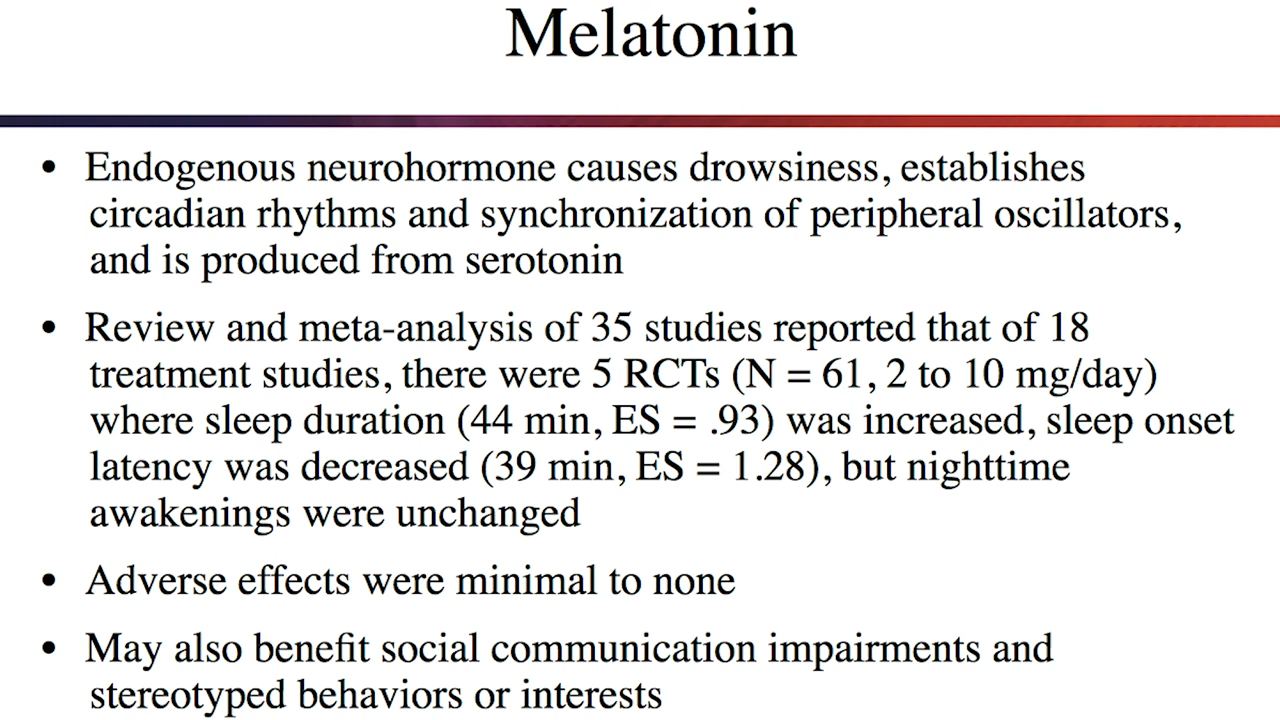 Melatonin
• Endogenous neurohormone causes drowsiness, establishes
circadian rhythms and synchronization of peripheral oscillators,
and is produced from serotonin
• Review and meta-analysis of 35 studies reported that of 18
treatment studies, there were 5 RCTs (N = 61, 2 to 10 mg/day)
where sleep duration (44 min, ES = .93) was increased, sleep onset
latency was decreased (39 min, ES = 1.28), but nighttime
awakenings were unchanged
• Adverse effects were minimal to none
• May also benefit social communication impairments and
stereotyped behaviors or interests